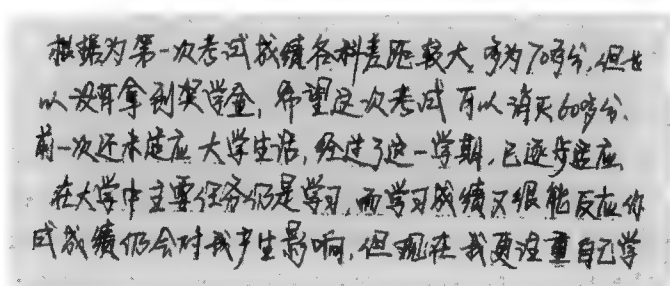 根据为第一次考试成绩各科差距较大,多为70多分,但也
以没有拿到奖学金,希望这次考试可以消灭60多分、
前一次还未适应大学生活,经过了这一学期,已逐步适应,
在大学中主要任务仍是学习,而学习成绩又很能反应你
成成绩仍会对我产生影响,但现在我更注重自己学